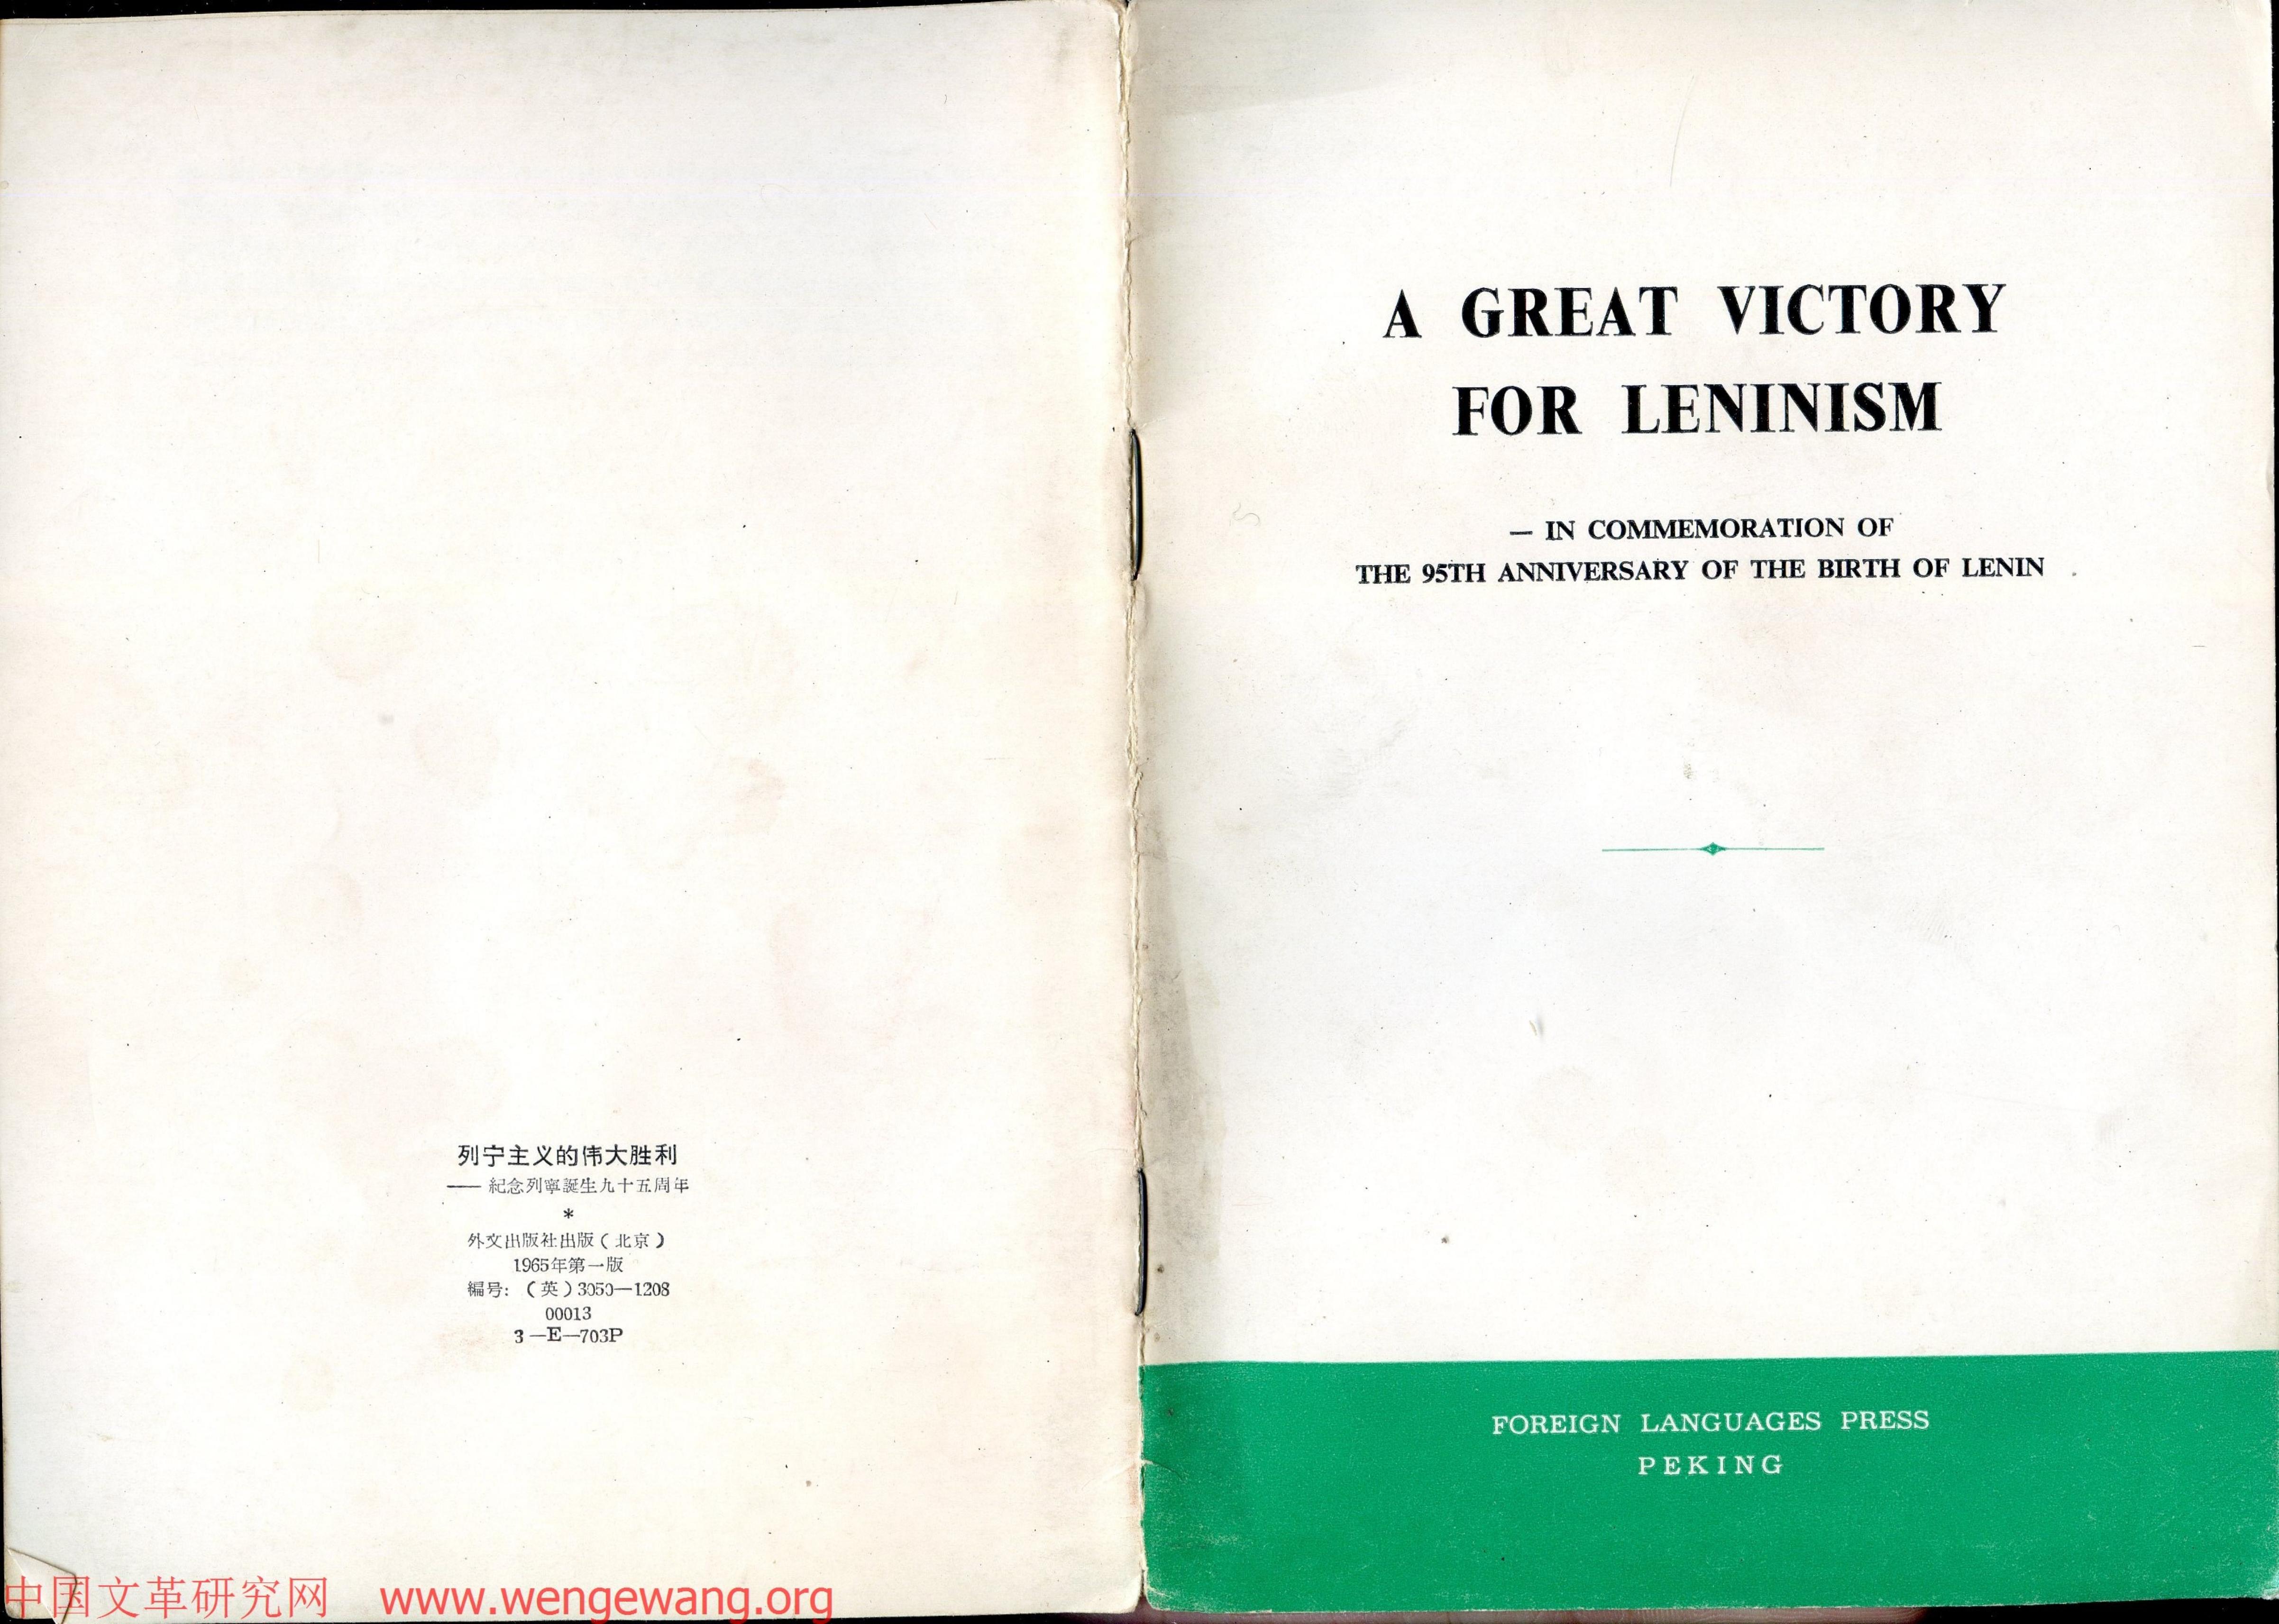 列宁主义的伟大胜利
—— 紀念列寧誕生九十五周年
*
外文出版社出版（北京）
1965年第一版
編号：（英）3050—1208
00013
3—E—703P
A GREAT VICTORY
FOR LENINISM
— IN COMMEMORATION OF
THE 95TH ANNIVERSARY OF THE BIRTH OF LENIN
FOREIGN LANGUAGES PRESS
PEKING
中国文革研究网 www.wengewang.org